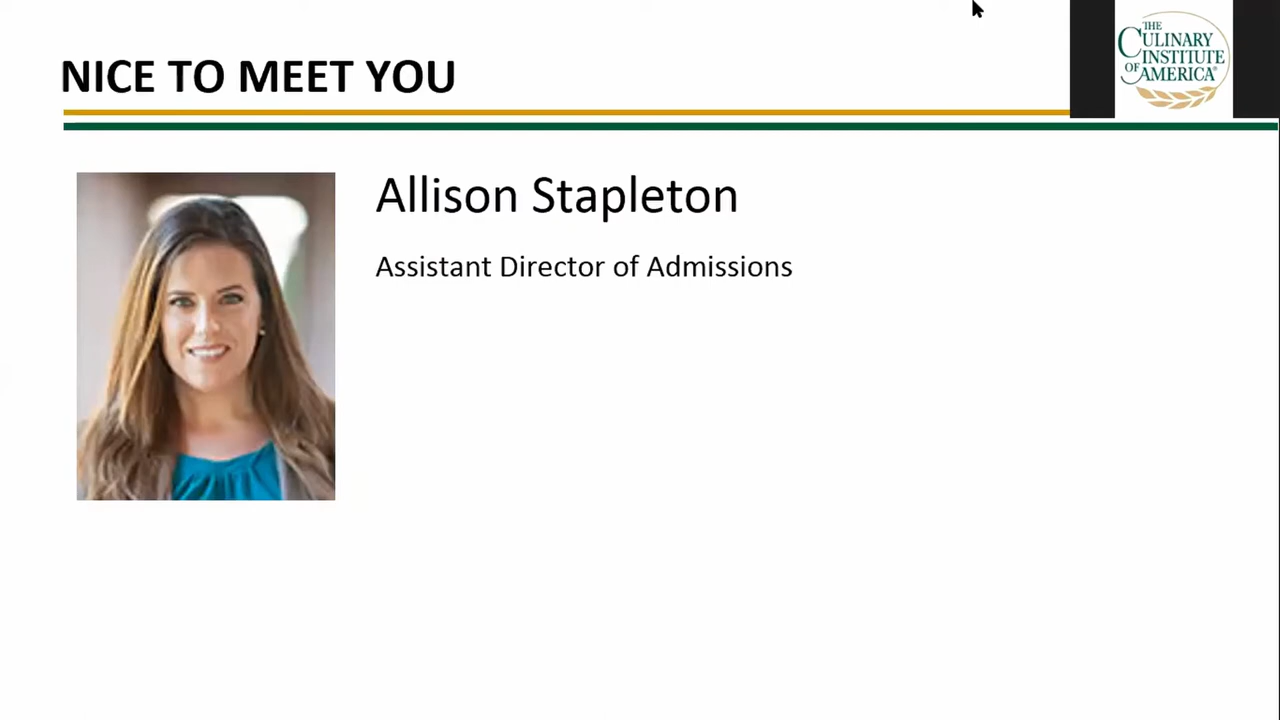 NICE TO MEET YOU
THE
CULINARY
INSTITUTE
OF AMERICA®
Allison Stapleton
Assistant Director of Admissions